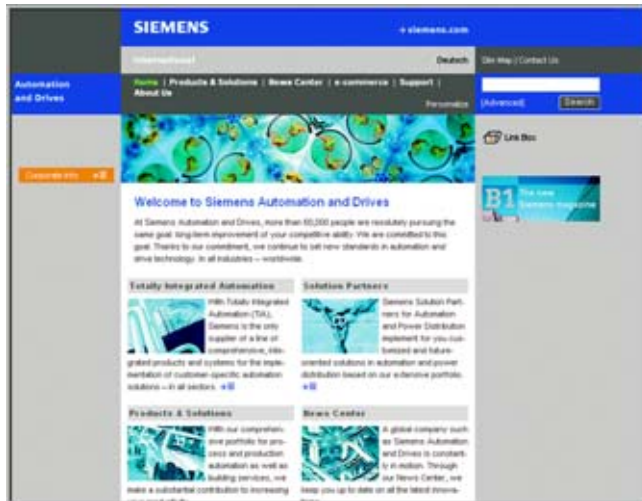 SIEMENS
siemens.com
International
Deutsch
Site Map | Contact Us
Automation
and Drives
Home | Products & Solutions | News Center | e-commerce | Support |
About Us
Personalize
[Advanced]
Search
Link Box
Corporate Info
B1 The new
Siemens magazine
Welcome to Siemens Automation and Drives
At Siemens Automation and Drives, more than 60,000 people are resolutely pursuing the
same goal: long-term improvement of your competitive ability. We are committed to this
goal. Thanks to our commitment, we continue to set new standards in automation and
drive technology. In all industries – worldwide.
Totally Integrated Automation
With Totally Integrated
Automation (TIA),
Siemens is the only
supplier of a line of
comprehensive, inte-
grated products and systems for the imple-
mentation of customer-specific automation
solutions – in all sectors.
Solution Partners
Siemens Solution Part-
ners for Automation
and Power Distribution
implement for you cus-
tomized and future-
oriented solutions in automation and power
distribution based on our extensive portfolio.
Products & Solutions
With our comprehen-
sive portfolio for pro-
cess and production
automation as well as
building services, we
make a substantial contribution to increasing
News Center
A global company such
as Siemens Automation
and Drives is constant-
ly in motion. Through
our News Center, we
keep you up to date on all the latest innova-